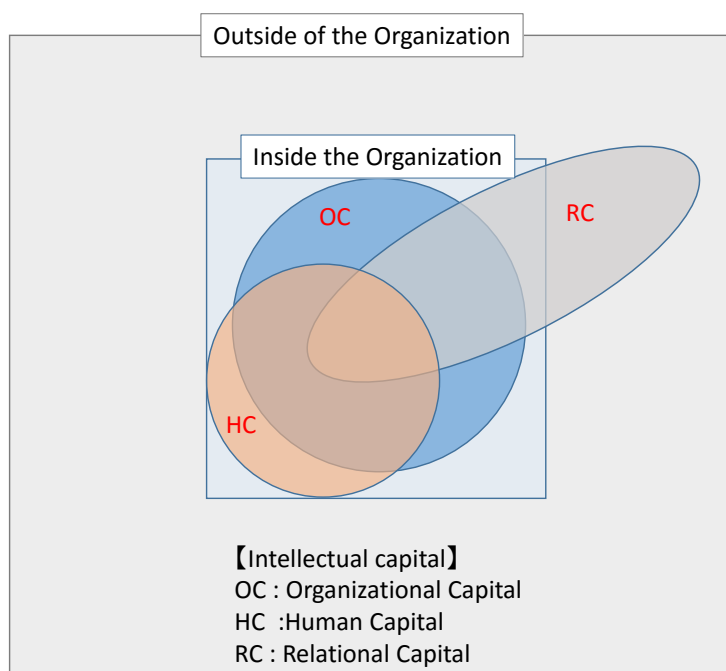 Outside of the Organization
Inside the Organization
OC
RC
HC
【Intellectual capital】
OC : Organizational Capital
HC :Human Capital
RC : Relational Capital